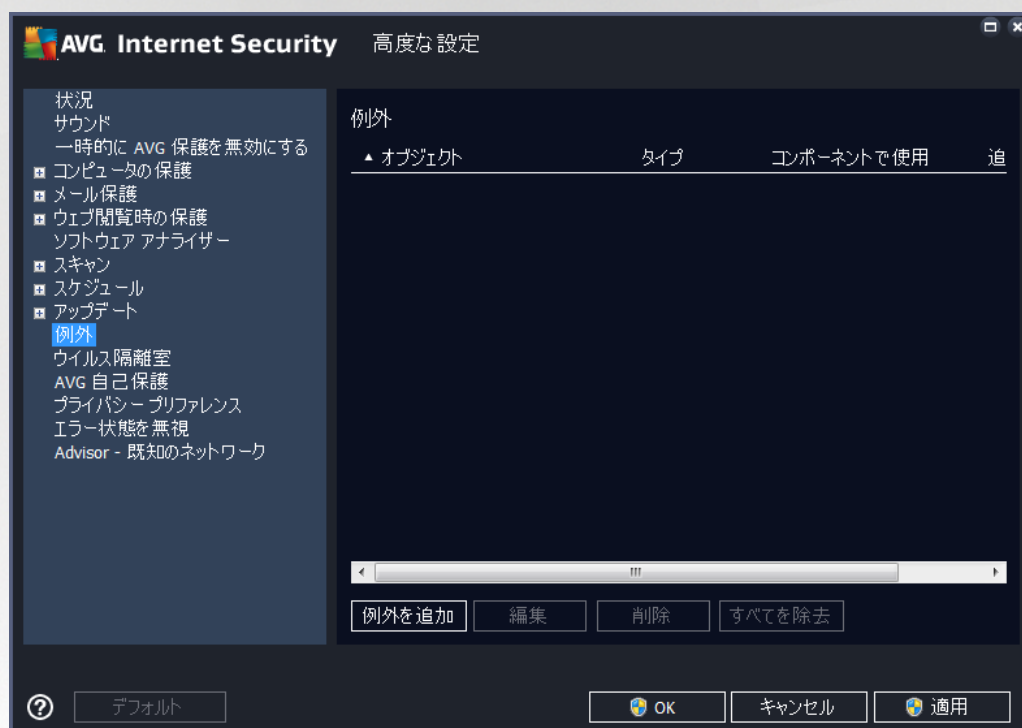 AVG. Internet Security 高度な設定
状況
サウンド
一時的に AVG 保護を無効にする
コンピュータの保護
メール保護
ウェブ閲覧時の保護
ソフトウェア アナライザー
スキャン
スケジュール
アップデート
例外
ウイルス隔離室
AVG 自己保護
プライバシー プリファレンス
エラー状態を無視
Advisor - 既知のネットワーク
例外
オブジェクト タイプ コンポーネントで使用 追
例外を追加 編集 削除 すべてを除去
? デフォルト OK キャンセル 適用